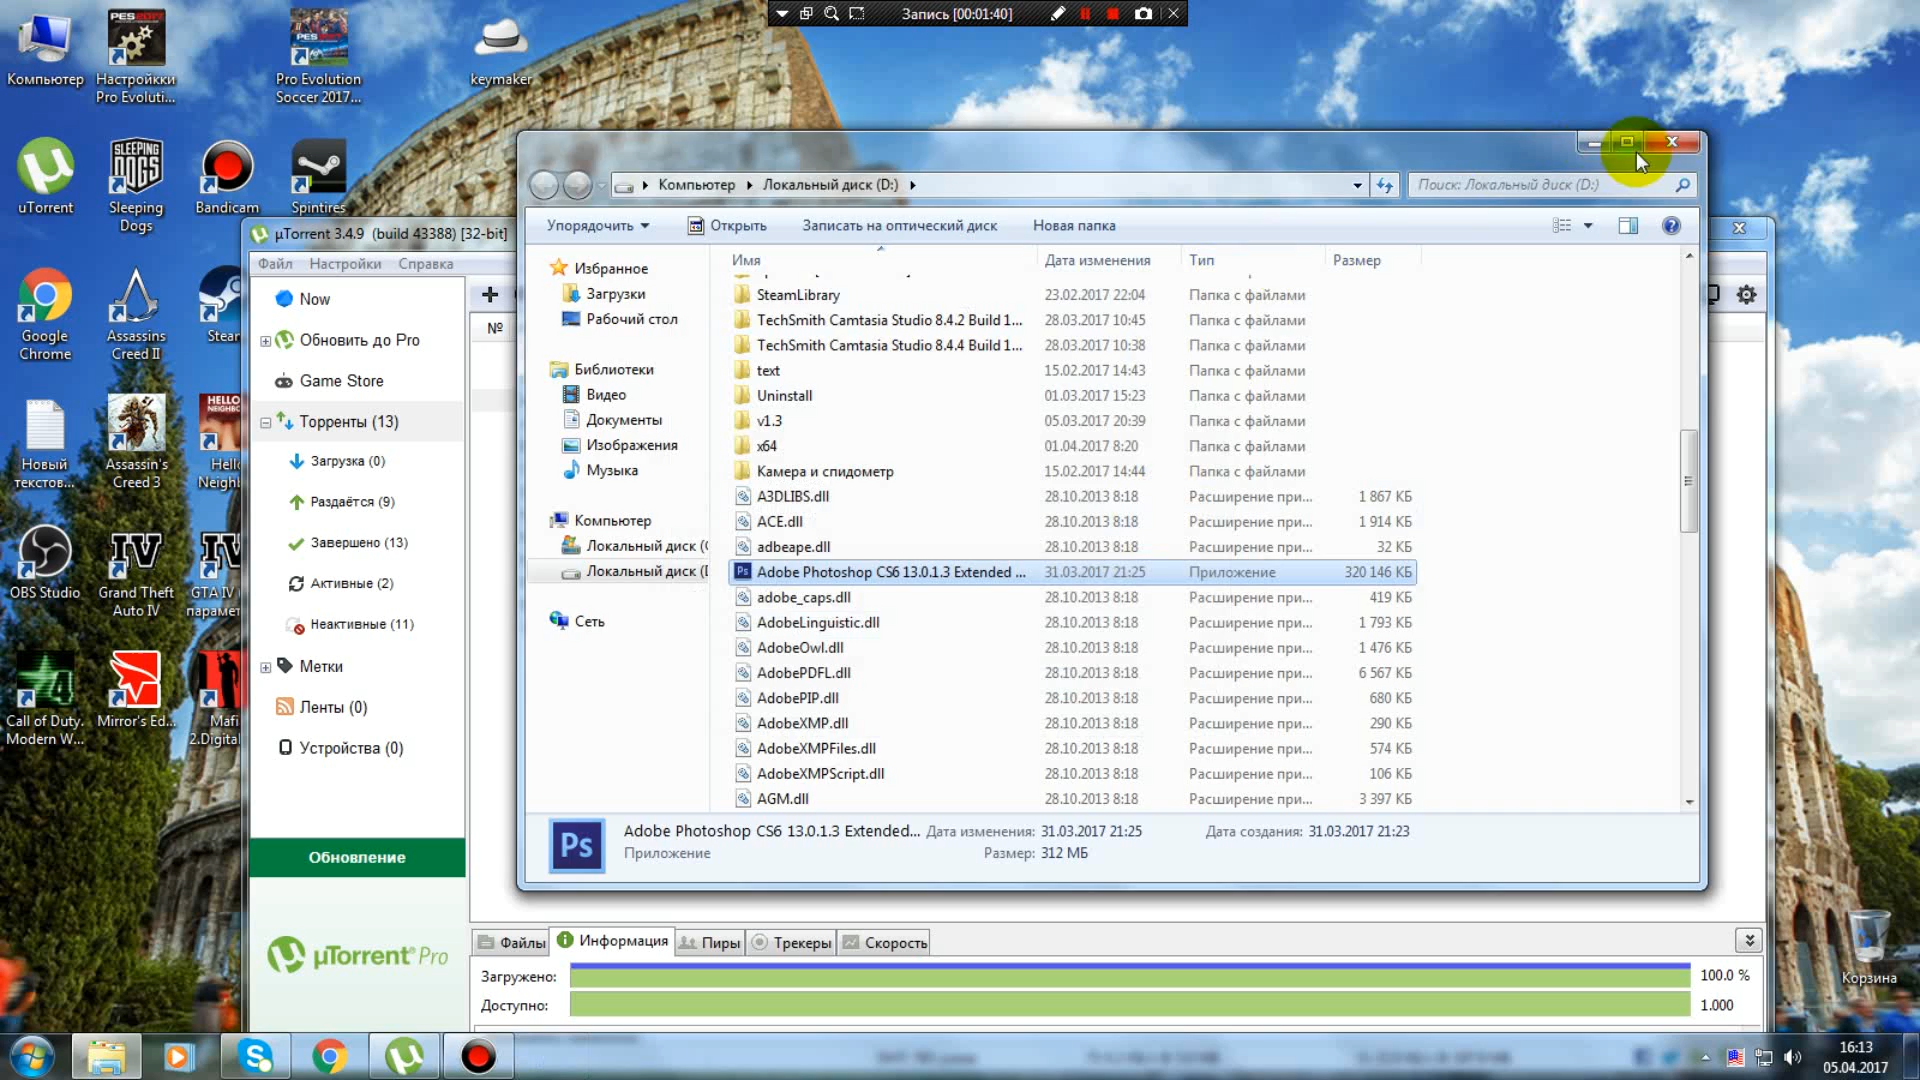 Запись [00:01:40]
Компьютер
Настройкки
Pro Evoluti...
Pro Evolution
Soccer 2017...
keymaker
PES2017
uTorrent
SLEEPING
DOGS
Sleeping
Dogs
Bandicam
Spintires
Google
Chrome
Assassins
Creed II
Новый
текстов...
Assassin's
Creed 3
HELLO
OBS Studio
Grand Theft
Auto IV
Call of Duty.
Modern W...
Mirror's Ed...
Корзина
µTorrent 3.4.9 (build 43388) [32-bit]
Файл Настройки Справка
Now
Обновить до Pro
Game Store
Торренты (13)
Загрузка (0)
Раздаётся (9)
Завершено (13)
Активные (2)
Неактивные (11)
Метки
Ленты (0)
Устройства (0)
Обновление
µTorrent Pro
№
Компьютер Локальный диск (D:)
Поиск: Локальный диск (D:)
Упорядочить Открыть Записать на оптический диск Новая папка
Избранное
Загрузки
Рабочий стол
Библиотеки
Видео
Документы
Изображения
Музыка
Компьютер
Локальный диск (
Локальный диск (
Сеть
Имя Дата изменения Тип Размер
SteamLibrary 23.02.2017 22:04 Папка с файлами
TechSmith Camtasia Studio 8.4.2 Build 1... 28.03.2017 10:45 Папка с файлами
TechSmith Camtasia Studio 8.4.4 Build 1... 28.03.2017 10:38 Папка с файлами
text 15.02.2017 14:43 Папка с файлами
Uninstall 01.03.2017 15:23 Папка с файлами
v1.3 05.03.2017 20:39 Папка с файлами
x64 01.04.2017 8:20 Папка с файлами
Камера и спидометр 15.02.2017 14:44 Папка с файлами
A3DLIBS.dll 28.10.2013 8:18 Расширение при... 1 867 КБ
ACE.dll 28.10.2013 8:18 Расширение при... 1 914 КБ
adbeape.dll 28.10.2013 8:18 Расширение при... 32 КБ
Adobe Photoshop CS6 13.0.1.3 Extended ... 31.03.2017 21:25 Приложение 320 146 КБ
adobe_caps.dll 28.10.2013 8:18 Расширение при... 419 КБ
AdobeLinguistic.dll 28.10.2013 8:18 Расширение при... 1 793 КБ
AdobeOwl.dll 28.10.2013 8:18 Расширение при... 1 476 КБ
AdobePDFL.dll 28.10.2013 8:18 Расширение при... 6 567 КБ
AdobePIP.dll 28.10.2013 8:18 Расширение при... 680 КБ
AdobeXMP.dll 28.10.2013 8:18 Расширение при... 290 КБ
AdobeXMPFiles.dll 28.10.2013 8:18 Расширение при... 574 КБ
AdobeXMPScript.dll 28.10.2013 8:18 Расширение при... 106 КБ
AGM.dll 28.10.2013 8:18 Расширение при... 3 397 КБ
Ps
Adobe Photoshop CS6 13.0.1.3 Extended... Дата изменения: 31.03.2017 21:25 Дата создания: 31.03.2017 21:23
Приложение Размер: 312 МБ
Файлы Информация Пиры Трекеры Скорость
Загружено: 100.0 %
Доступно: 1.000
16:13
05.04.2017